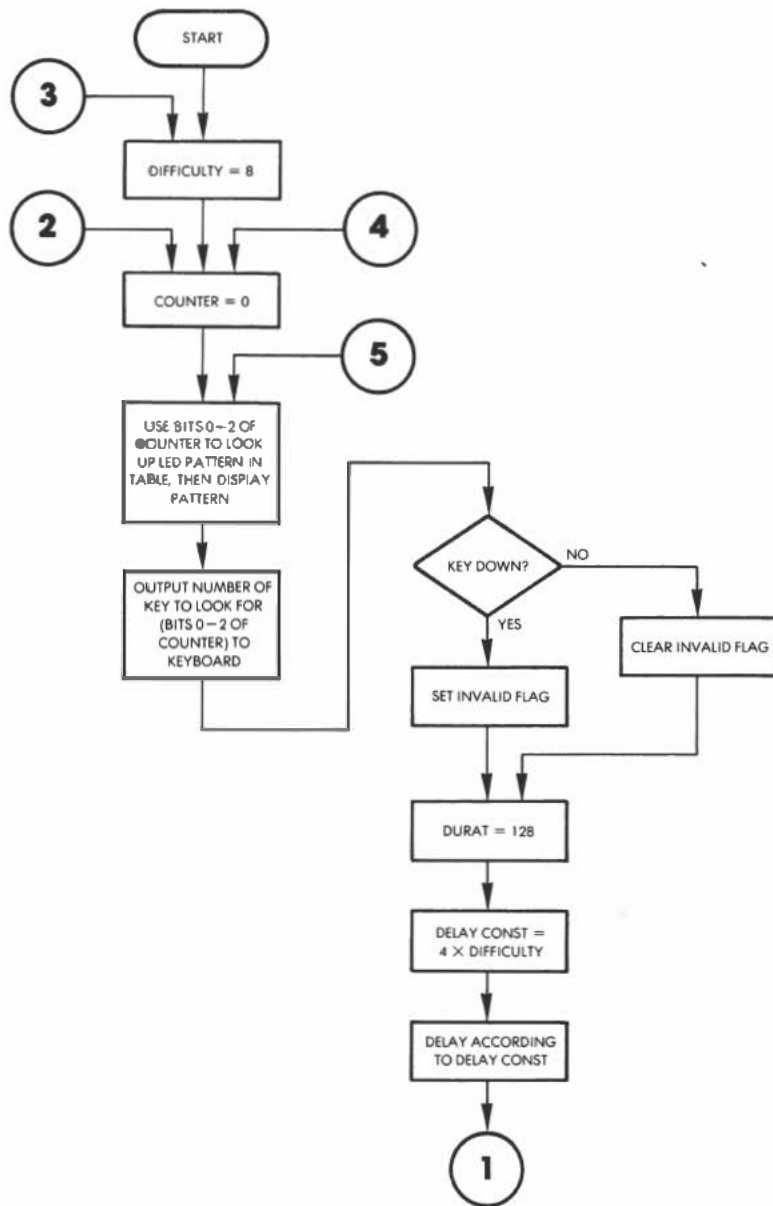 START
3
DIFFICULTY = 8
2
4
COUNTER = 0
5
USE BITS 0–2 OF
COUNTER TO LOOK
UP LED PATTERN IN
TABLE, THEN DISPLAY
PATTERN
OUTPUT NUMBER OF
KEY TO LOOK FOR
(BITS 0–2 OF
COUNTER) TO
KEYBOARD
KEY DOWN?
NO
YES
CLEAR INVALID FLAG
SET INVALID FLAG
DURAT = 128
DELAY CONST =
4 × DIFFICULTY
DELAY ACCORDING
TO DELAY CONST
1